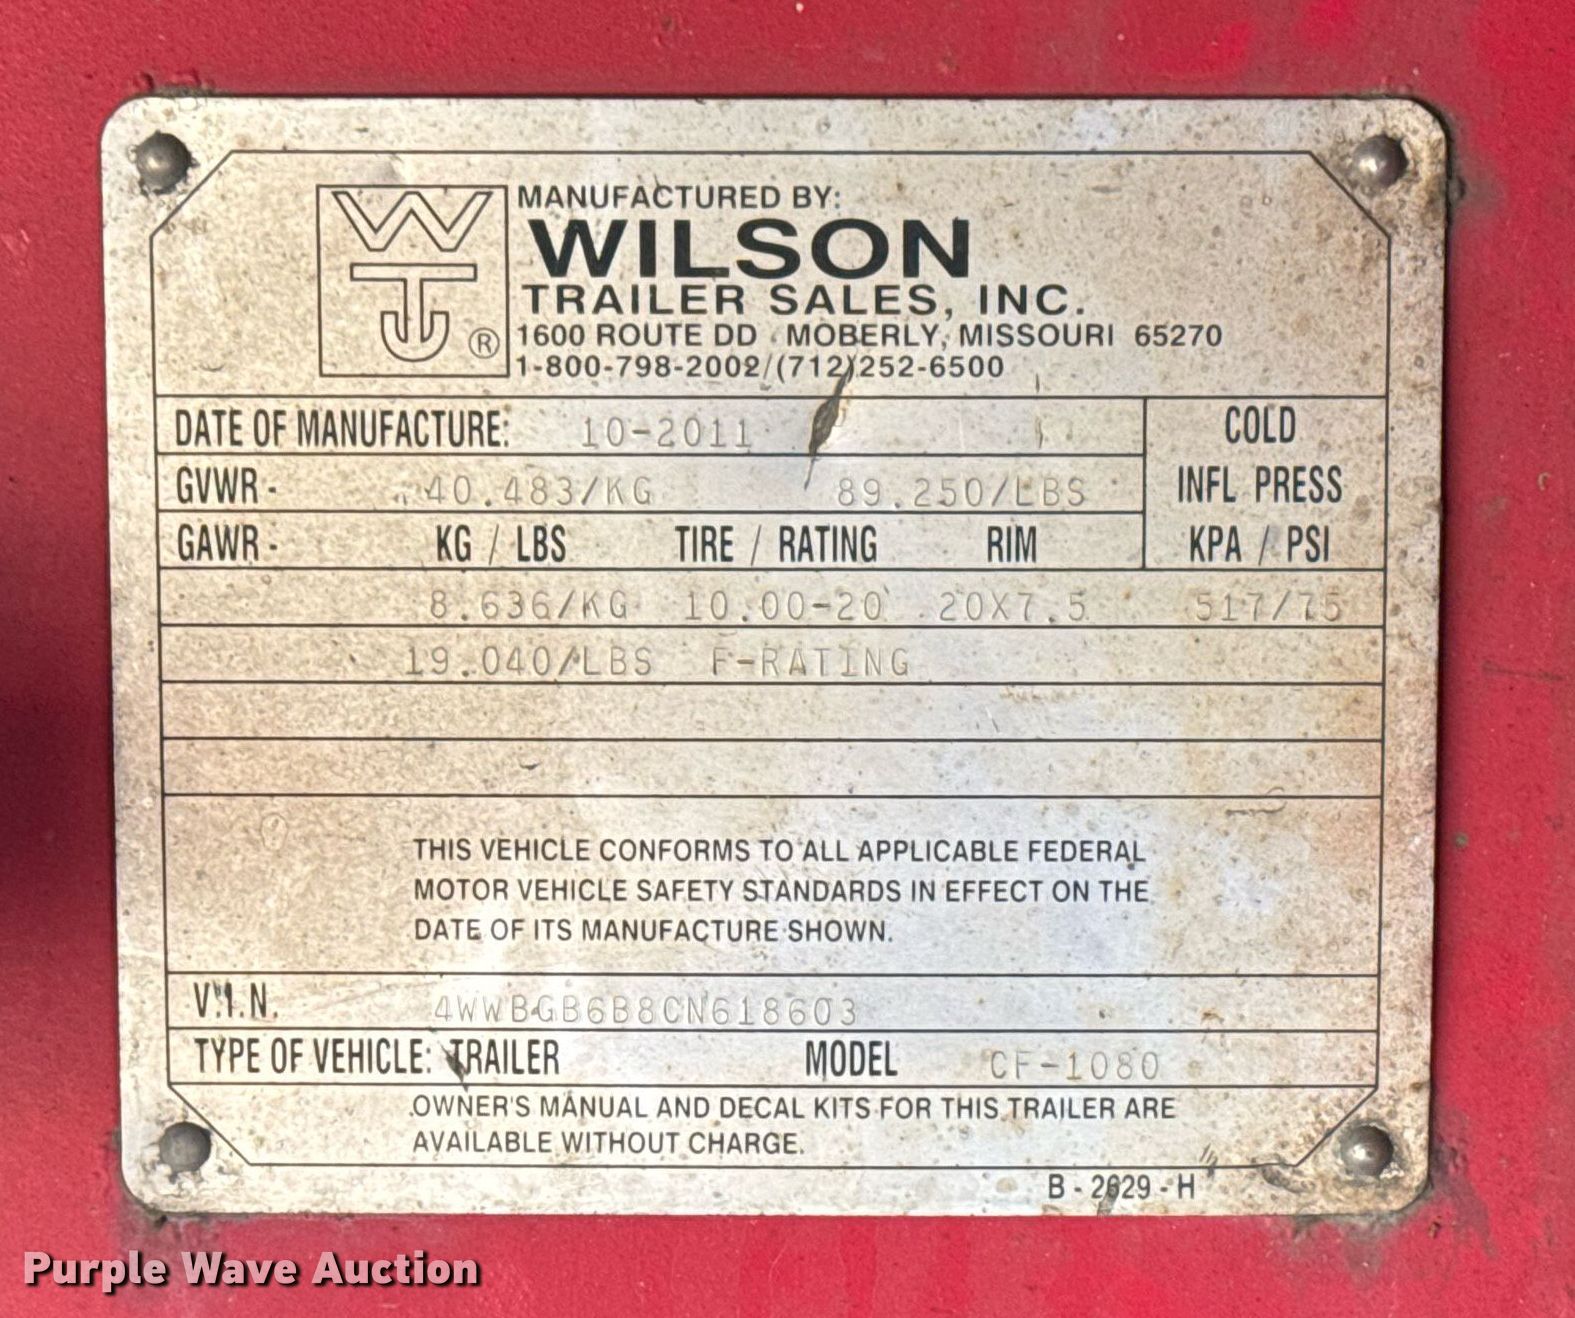 MANUFACTURED BY:
WILSON
TRAILER SALES, INC.
1600 ROUTE DD MOBERLY, MISSOURI 65270
1-800-798-2002/(712)252-6500
WTJ ®
DATE OF MANUFACTURE: 10-2011
COLD
INFL PRESS
KPA / PSI
GVWR - 40.483/KG 89.250/LBS
GAWR - KG / LBS TIRE / RATING RIM
8.636/KG 10.00-20 20X7.5 517/75
19.040/LBS F-RATING
THIS VEHICLE CONFORMS TO ALL APPLICABLE FEDERAL
MOTOR VEHICLE SAFETY STANDARDS IN EFFECT ON THE
DATE OF ITS MANUFACTURE SHOWN.
V.I.N. 4WWBGB6B8CN618603
TYPE OF VEHICLE: TRAILER MODEL CF-1080
OWNER'S MANUAL AND DECAL KITS FOR THIS TRAILER ARE
AVAILABLE WITHOUT CHARGE.
B - 2629 - H
Purple Wave Auction